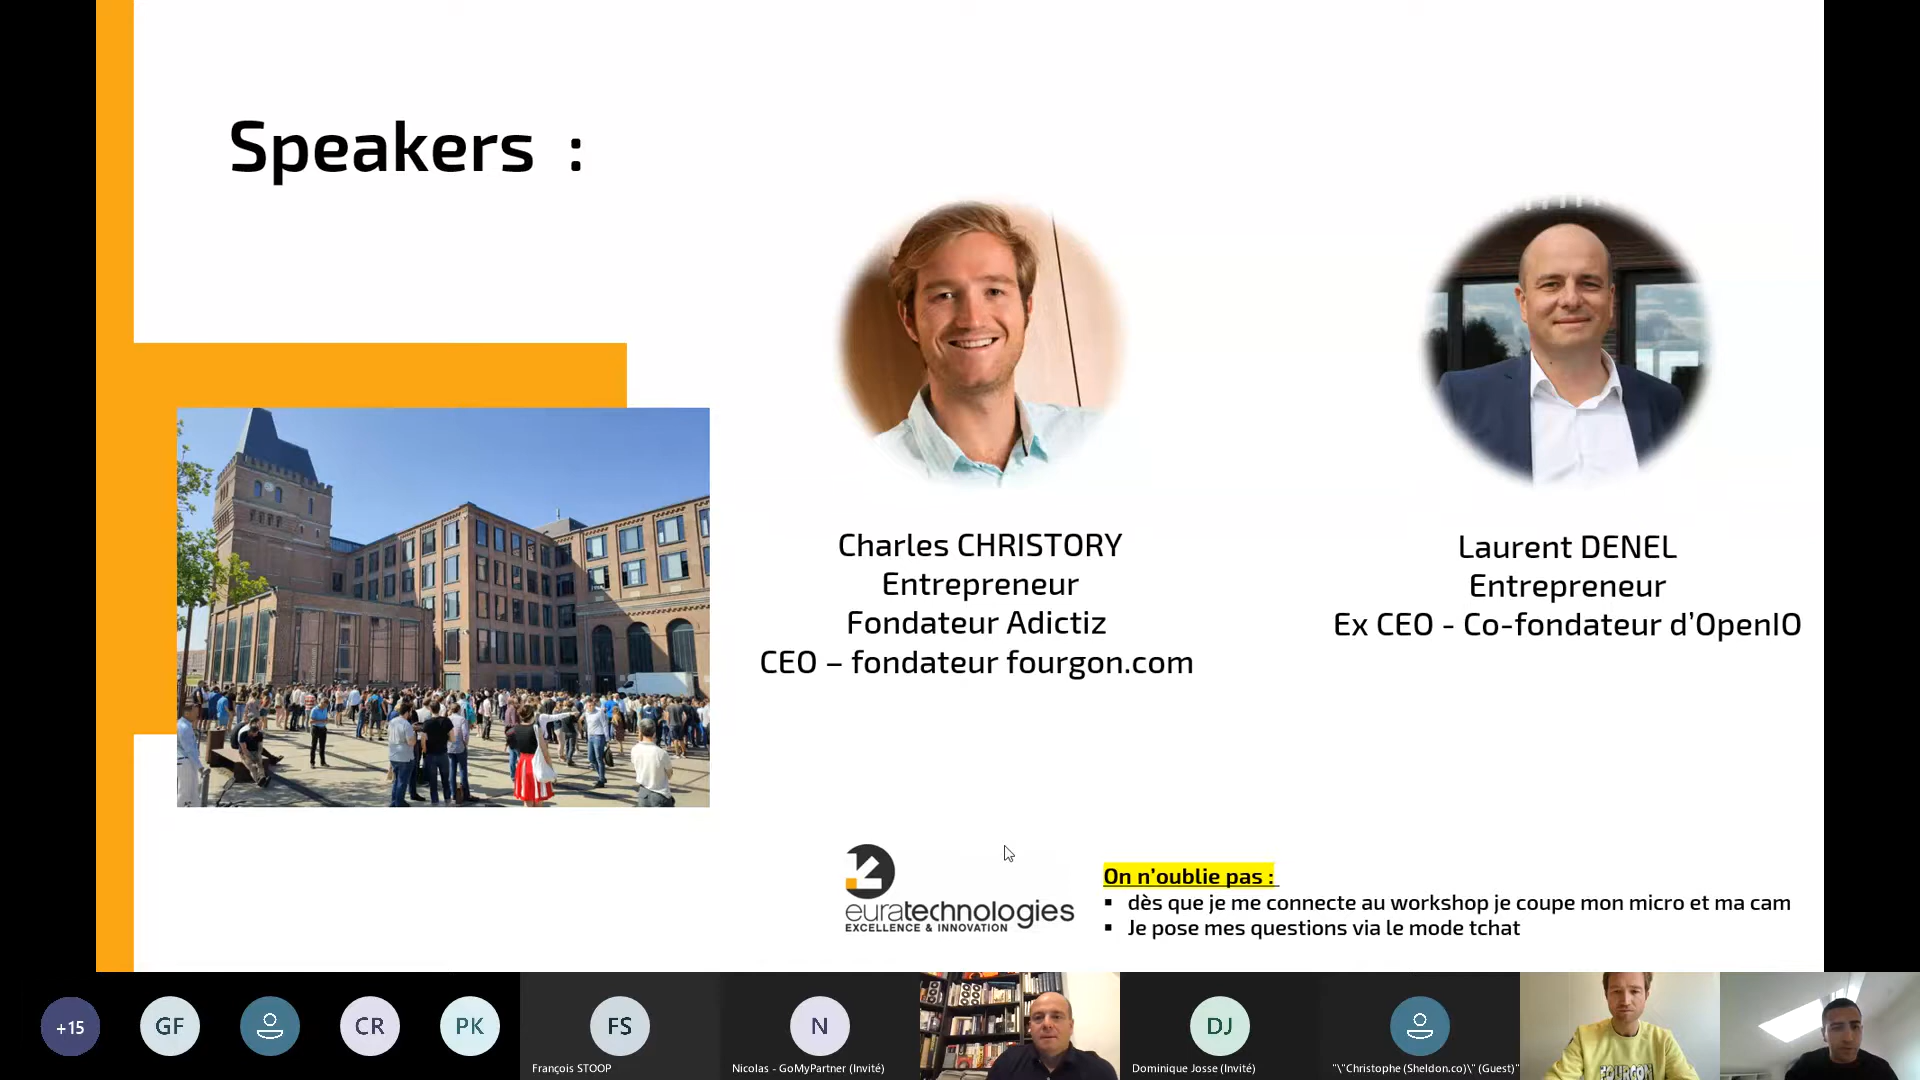 Speakers :
Charles CHRISTORY
Entrepreneur
Fondateur Adictiz
CEO – fondateur fourgon.com
Laurent DENEL
Entrepreneur
Ex CEO - Co-fondateur d’OpenIO
euratechnologies
EXCELLENCE & INNOVATION
On n’oublie pas :
▪ dès que je me connecte au workshop je coupe mon micro et ma cam
▪ Je pose mes questions via le mode tchat
+15
GF
CR
PK
FS
François STOOP
N
Nicolas - GoMyPartner (Invité)
DJ
Dominique Josse (Invité)
"\"Christophe (Sheldon.co)\" (Guest)"
FOURGON